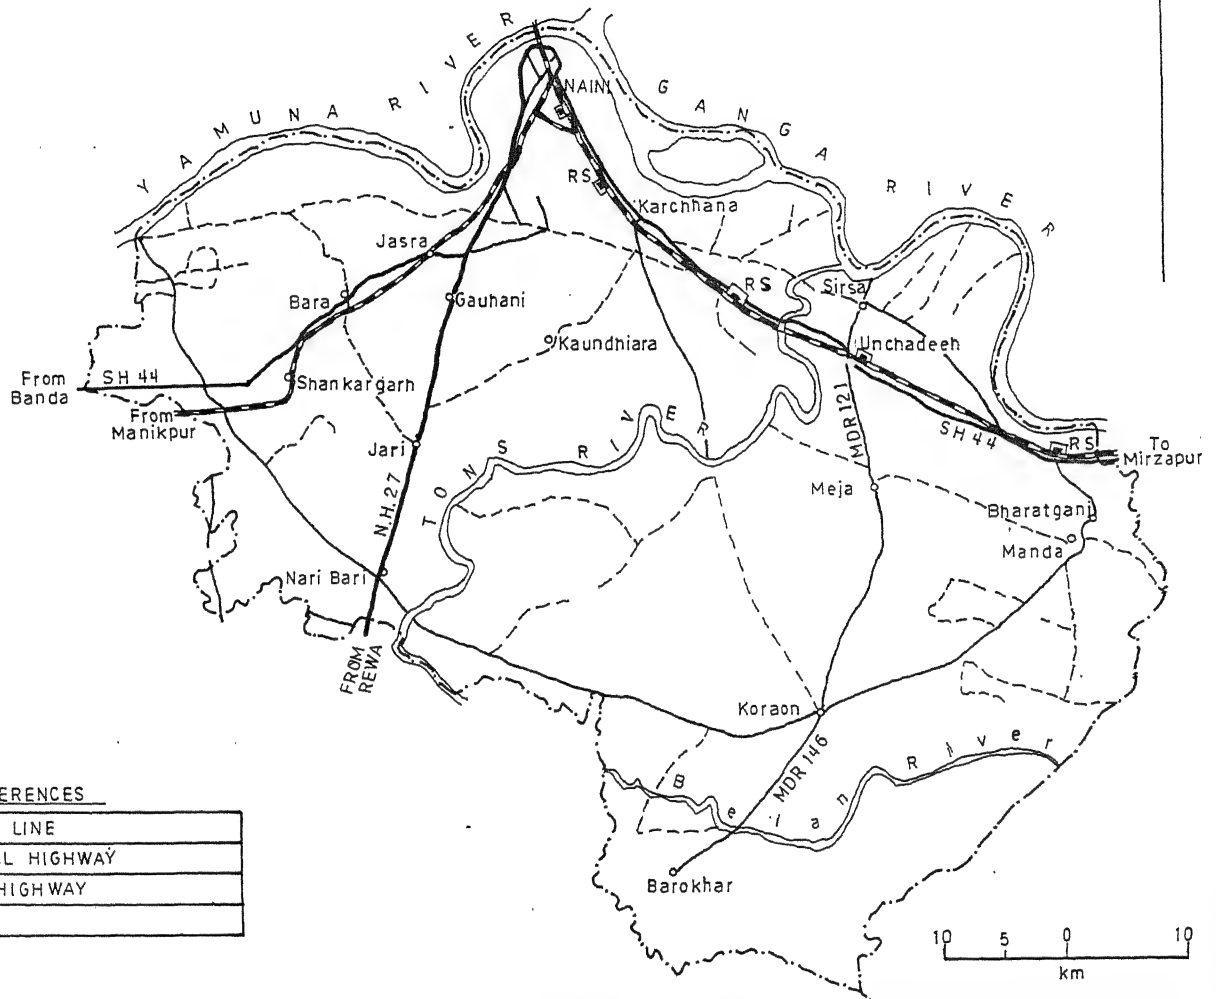 YAMUNA RIVER
GANGA RIVER
NAINI
RS
Karchhana
Jasra
RS
Sirsa
Bara
Gauhani
Kaundhiara
Unchadeeh
From
Banda
SH 44
Shankargarh
From
Manikpur
MDR 121
SH 44
RS
To
Mirzapur
Jari
TONS RIVER
N.H.27
Meja
Bharatganj
Manda
Nari Bari
FROM
REWA
Koraon
MDR 146
Belan River
Barokhar
ERENCES
LINE
L HIGHWAY
HIGHWAY
10 5 0 10
km